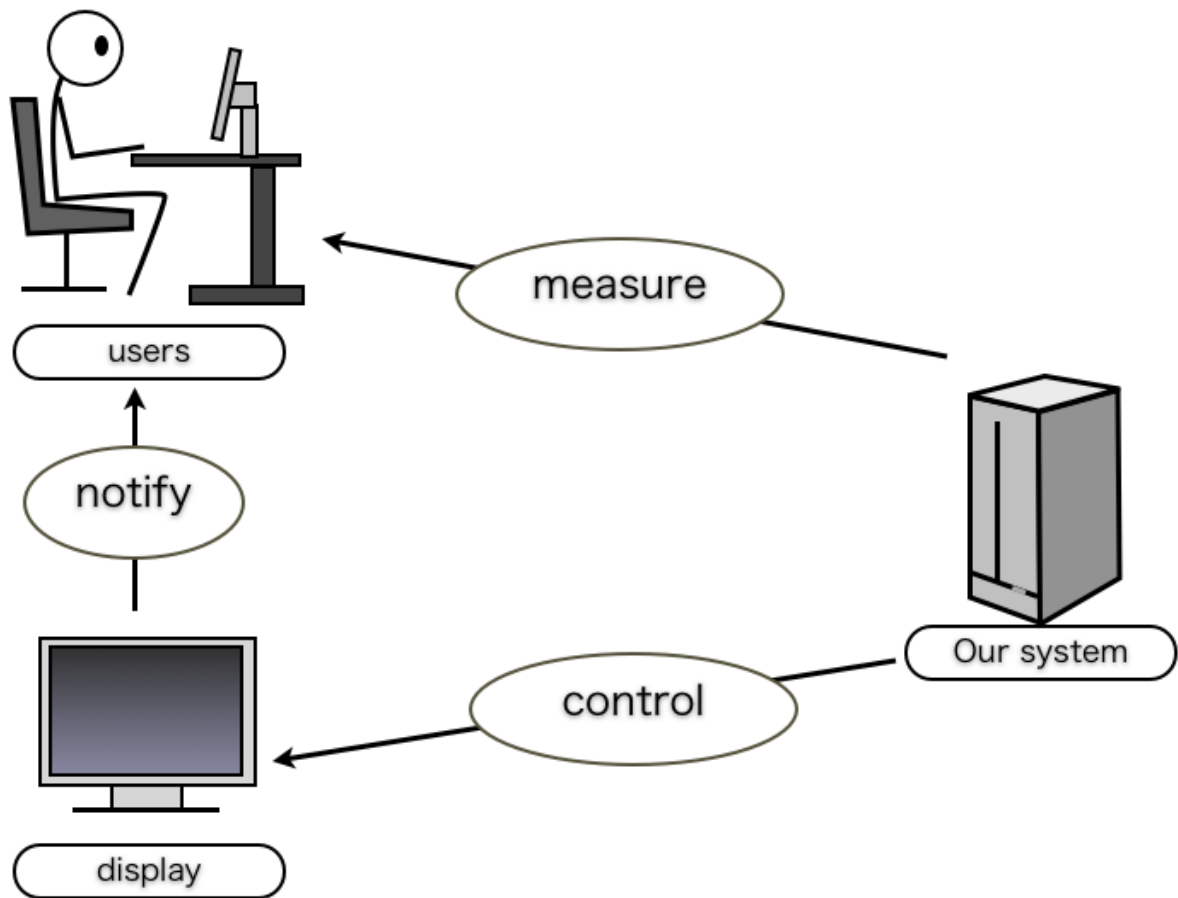 measure
users
notify
Our system
control
display